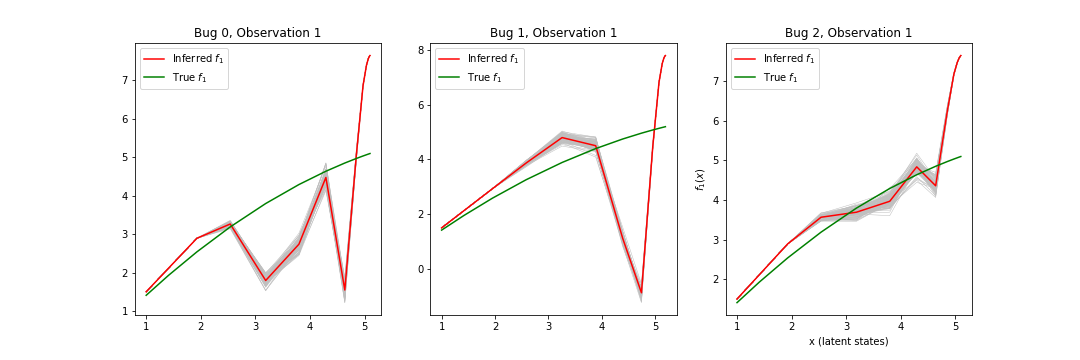 Bug 0, Observation 1
Inferred f₁
True f₁
7
6
5
4
3
2
1
1 2 3 4 5
Bug 1, Observation 1
Inferred f₁
True f₁
8
6
4
2
0
1 2 3 4 5
Bug 2, Observation 1
Inferred f₁
True f₁
f₁(x)
7
6
5
4
3
2
1 2 3 4 5
x (latent states)